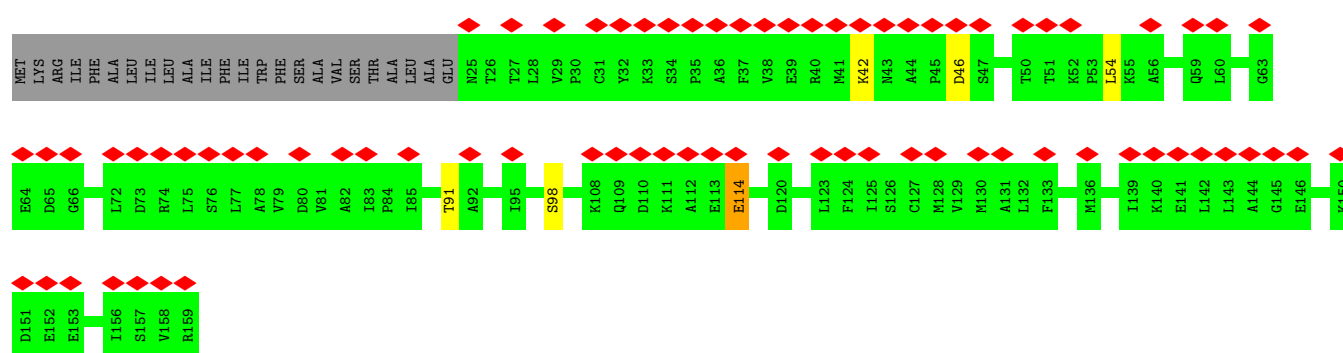 MET LYS ARG ILE PHE ALA LEU ILE LEU ALA ILE PHE ILE TRP PHE SER ALA VAL SER THR ALA LEU ALA GLU N25 T26 T27 L28 V29 P30 C31 Y32 K33 S34 P35 A36 F37 V38 E39 R40 M41 K42 N43 A44 P45 D46 S47 T50 T51 K52 P53 L54 K55 A56 Q59 L60 G63
E64 D65 G66 L72 D73 R74 L75 S76 L77 A78 V79 D80 V81 A82 I83 P84 I85 T91 A92 I95 S98 K108 Q109 D110 K111 A112 E113 E114 D120 L123 F124 I125 S126 C127 M128 V129 M130 A131 L132 F133 M136 I139 K140 E141 L142 L143 A144 G145 E146 K150
D151 E152 E153 I156 S157 V158 R159